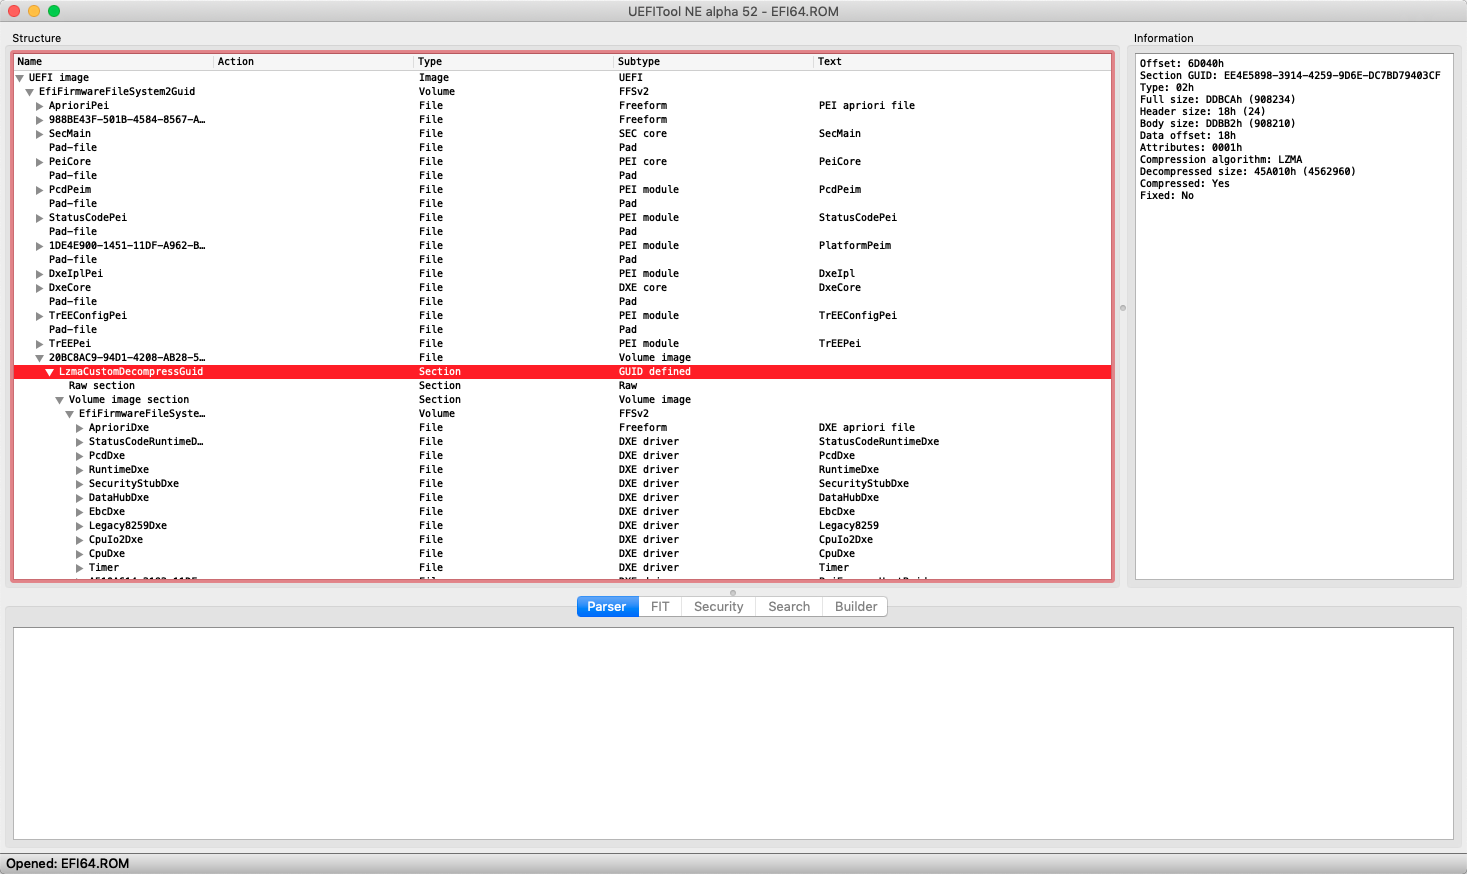 UEFITool NE alpha 52 - EFI64.ROM
Structure
Name Action Type Subtype Text
UEFI image Image UEFI
EfiFirmwareFileSystem2Guid Volume FFSv2
AprioriPei File Freeform PEI apriori file
988BE43F-501B-4584-8567-A… File Freeform
SecMain File SEC core SecMain
Pad-file File Pad
PeiCore File PEI core PeiCore
Pad-file File Pad
PcdPeim File PEI module PcdPeim
Pad-file File Pad
StatusCodePei File PEI module StatusCodePei
Pad-file File Pad
1DE4E900-1451-11DF-A962-B… File PEI module PlatformPeim
Pad-file File Pad
DxeIplPei File PEI module DxeIpl
DxeCore File DXE core DxeCore
Pad-file File Pad
TrEEConfigPei File PEI module TrEEConfigPei
Pad-file File Pad
TrEEPei File PEI module TrEEPei
20BC8AC9-94D1-4208-AB28-5… File Volume image
LzmaCustomDecompressGuid Section GUID defined
Raw section Section Raw
Volume image section Section Volume image
EfiFirmwareFileSyste… Volume FFSv2
AprioriDxe File Freeform DXE apriori file
StatusCodeRuntimeD… File DXE driver StatusCodeRuntimeDxe
PcdDxe File DXE driver PcdDxe
RuntimeDxe File DXE driver RuntimeDxe
SecurityStubDxe File DXE driver SecurityStubDxe
DataHubDxe File DXE driver DataHubDxe
EbcDxe File DXE driver EbcDxe
Legacy8259Dxe File DXE driver Legacy8259
CpuIo2Dxe File DXE driver CpuIo2Dxe
CpuDxe File DXE driver CpuDxe
Timer File DXE driver Timer
Information
Offset: 6D040h
Section GUID: EE4E5898-3914-4259-9D6E-DC7BD79403CF
Type: 02h
Full size: DDBCAh (908234)
Header size: 18h (24)
Body size: DDBB2h (908210)
Data offset: 18h
Attributes: 0001h
Compression algorithm: LZMA
Decompressed size: 45A010h (4562960)
Compressed: Yes
Fixed: No
Parser FIT Security Search Builder
Opened: EFI64.ROM